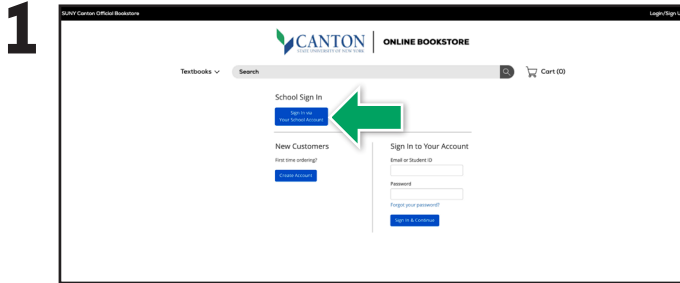 1
SUNY Canton Official Bookstore
Login/Sign U
CANTON
STATE UNIVERSITY OF NEW YORK
ONLINE BOOKSTORE
Textbooks
Search
Cart (0)
School Sign In
Sign in via
Your School Account
New Customers
First time ordering?
Create Account
Sign In to Your Account
Email or Student ID
Password
Forgot your password?
Sign In & Continue